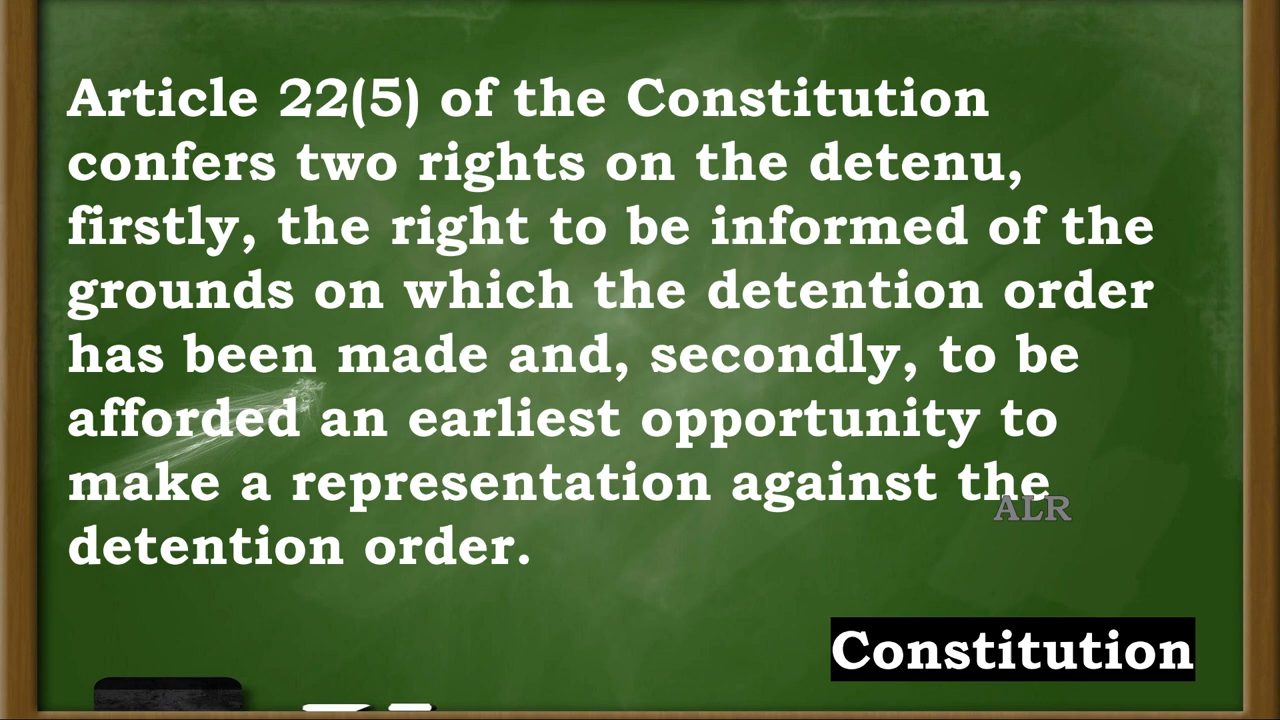 Article 22(5) of the Constitution
confers two rights on the detenu,
firstly, the right to be informed of the
grounds on which the detention order
has been made and, secondly, to be
afforded an earliest opportunity to
make a representation against the
ALR
detention order.
Constitution